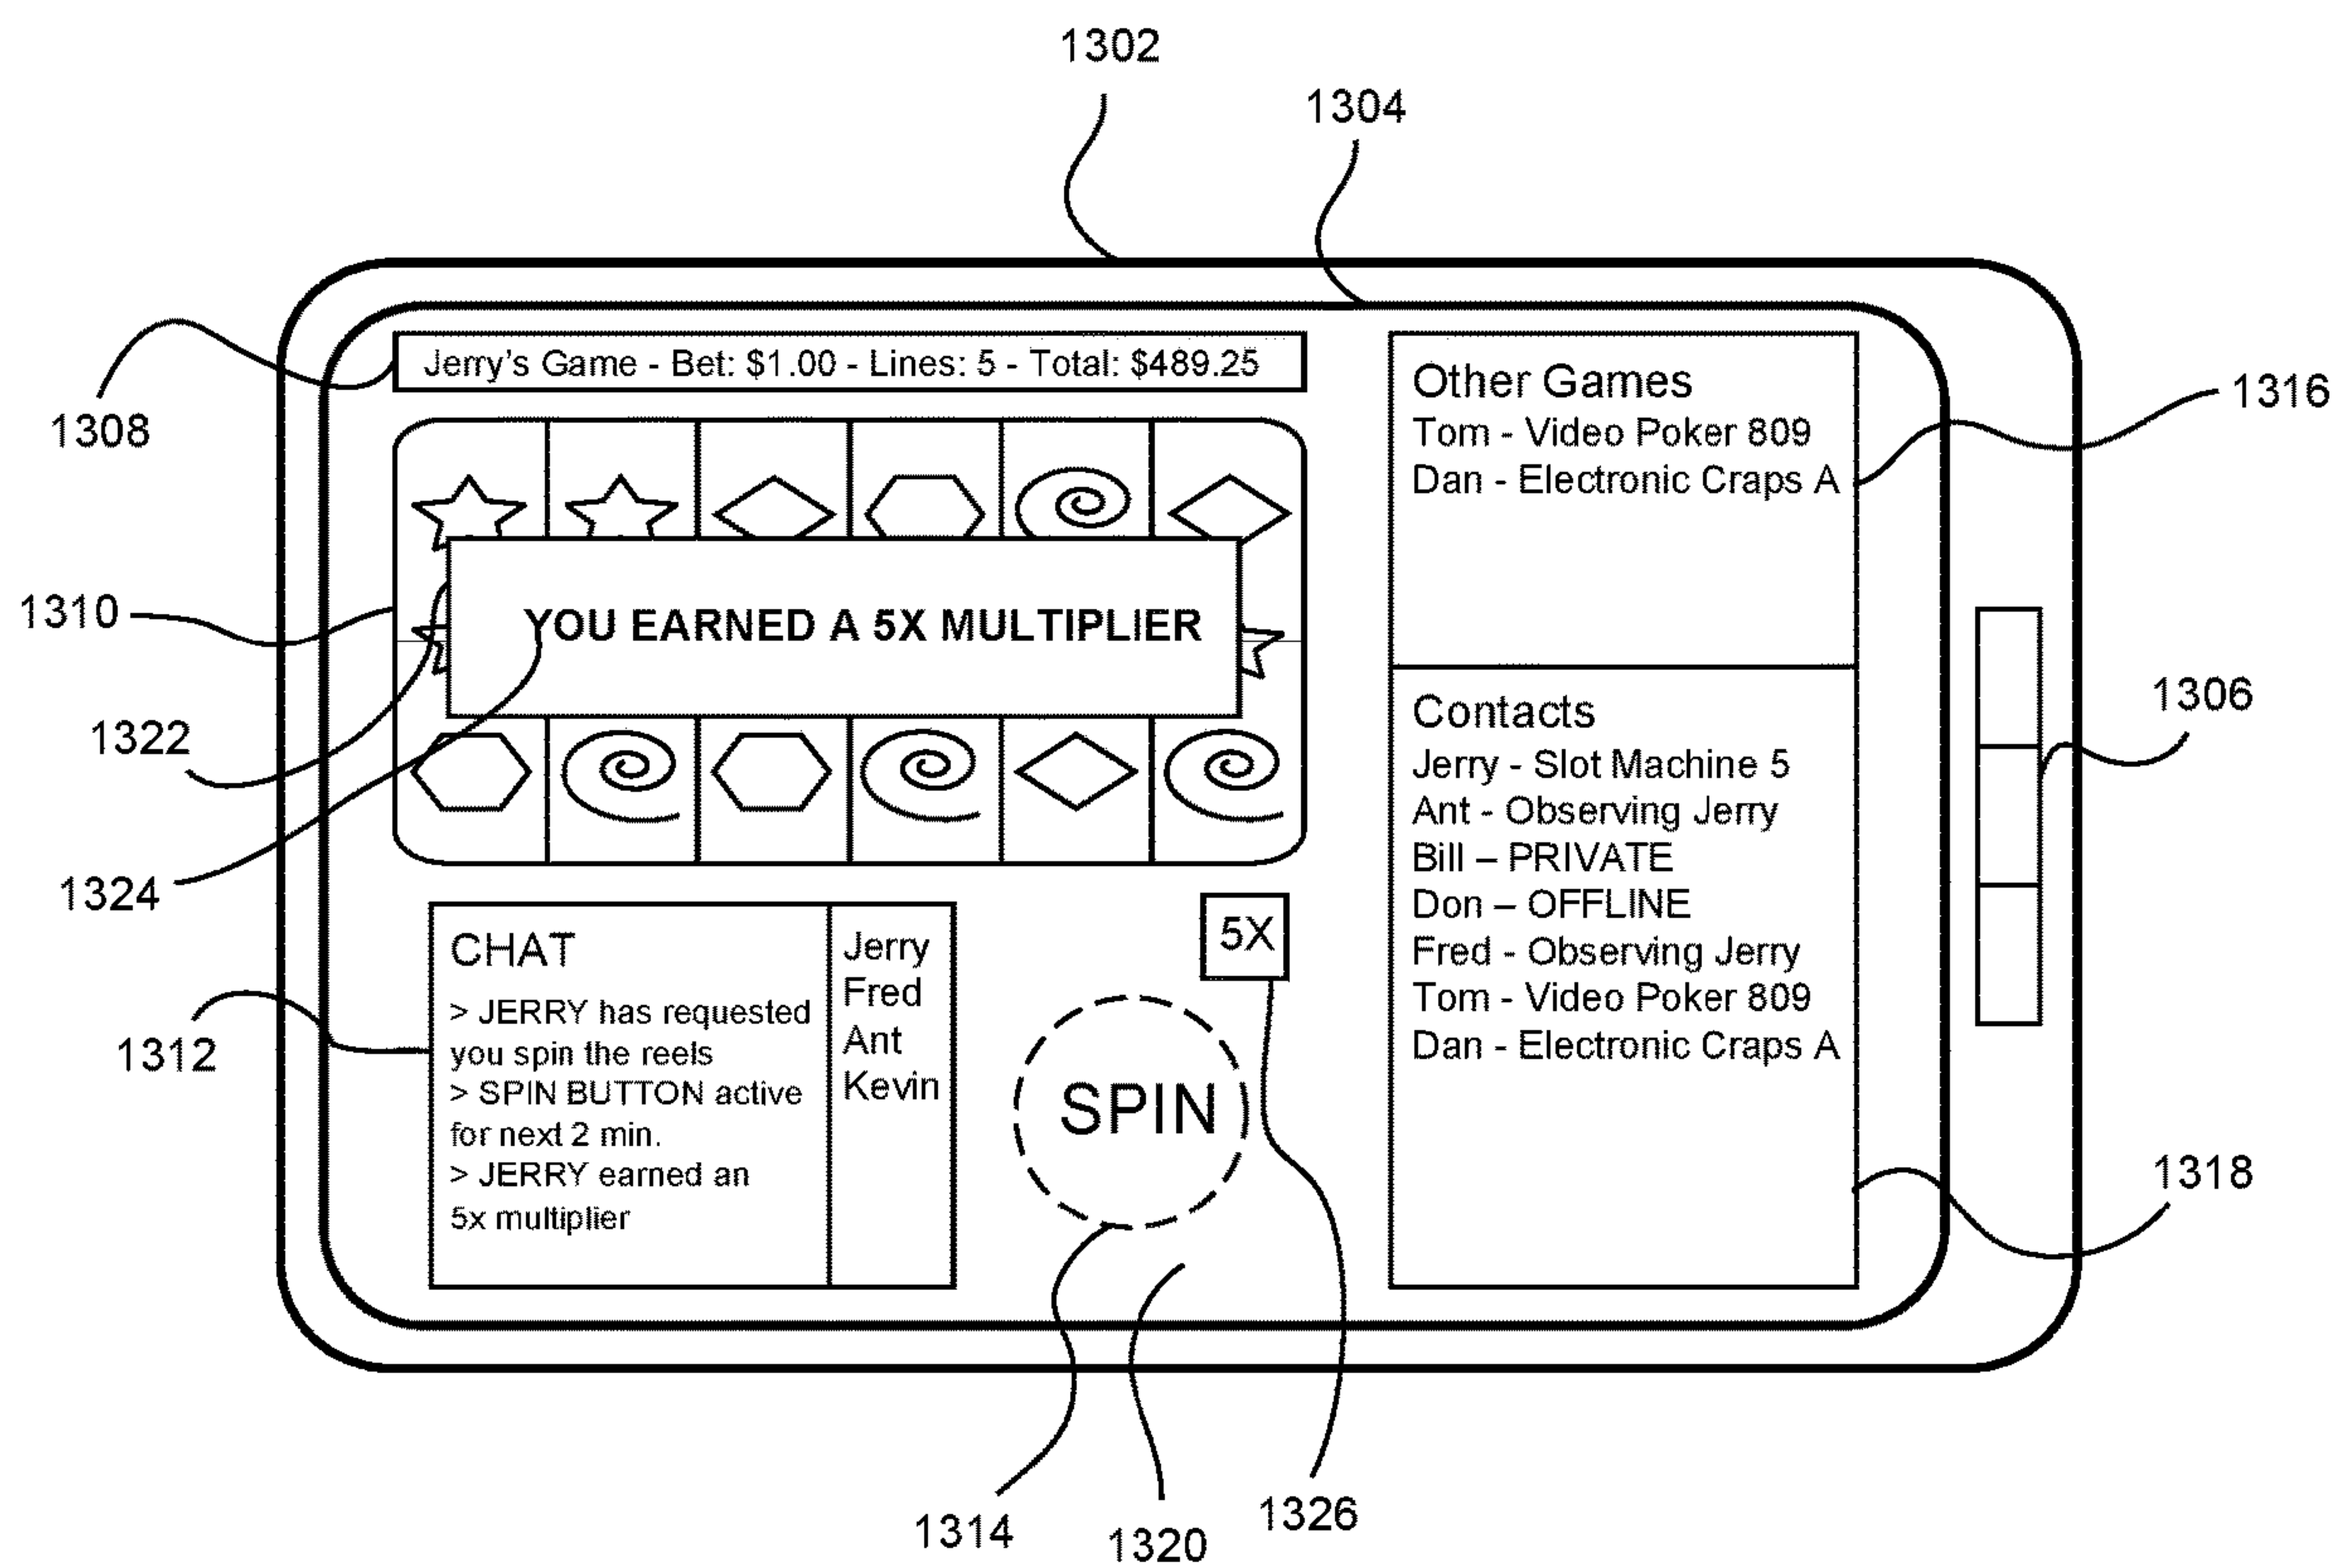 1302
1304
1308
Jerry's Game - Bet: $1.00 - Lines: 5 - Total: $489.25
Other Games
Tom - Video Poker 809
Dan - Electronic Craps A
1316
1310
YOU EARNED A 5X MULTIPLIER
1322
1324
Contacts
Jerry - Slot Machine 5
Ant - Observing Jerry
Bill – PRIVATE
Don – OFFLINE
Fred - Observing Jerry
Tom - Video Poker 809
Dan - Electronic Craps A
1306
1318
CHAT
> JERRY has requested
you spin the reels
> SPIN BUTTON active
for next 2 min.
> JERRY earned an
5x multiplier
1312
Jerry
Fred
Ant
Kevin
5X
SPIN
1314
1320
1326